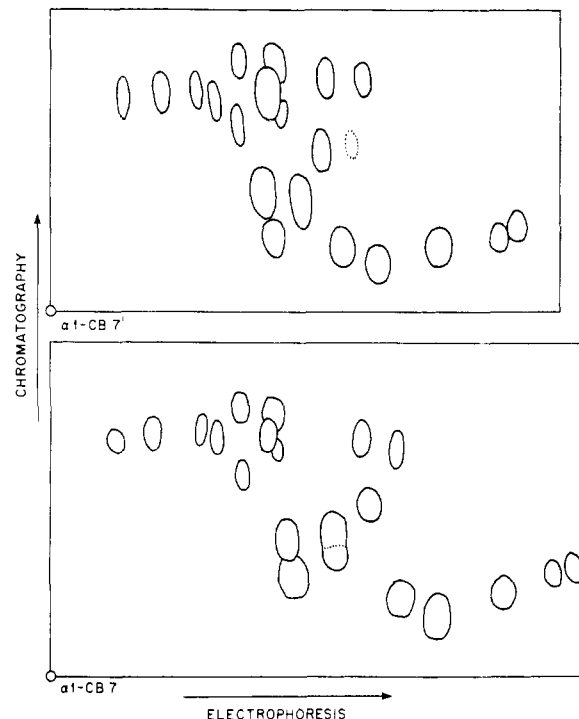 α1-CB 7'
CHROMATOGRAPHY
α1-CB 7
ELECTROPHORESIS